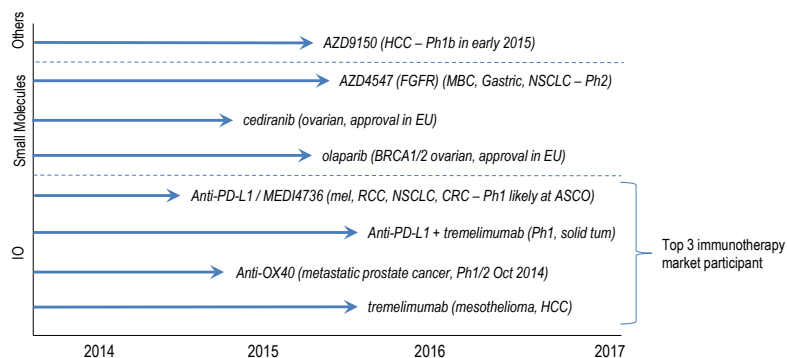 Others
AZD9150 (HCC – Ph1b in early 2015)
Small Molecules
AZD4547 (FGFR) (MBC, Gastric, NSCLC – Ph2)
cediranib (ovarian, approval in EU)
olaparib (BRCA1/2 ovarian, approval in EU)
IO
Anti-PD-L1 / MEDI4736 (mel, RCC, NSCLC, CRC – Ph1 likely at ASCO)
Anti-PD-L1 + tremelimumab (Ph1, solid tum)
Anti-OX40 (metastatic prostate cancer, Ph1/2 Oct 2014)
tremelimumab (mesothelioma, HCC)
Top 3 immunotherapy
market participant
2014 2015 2016 2017